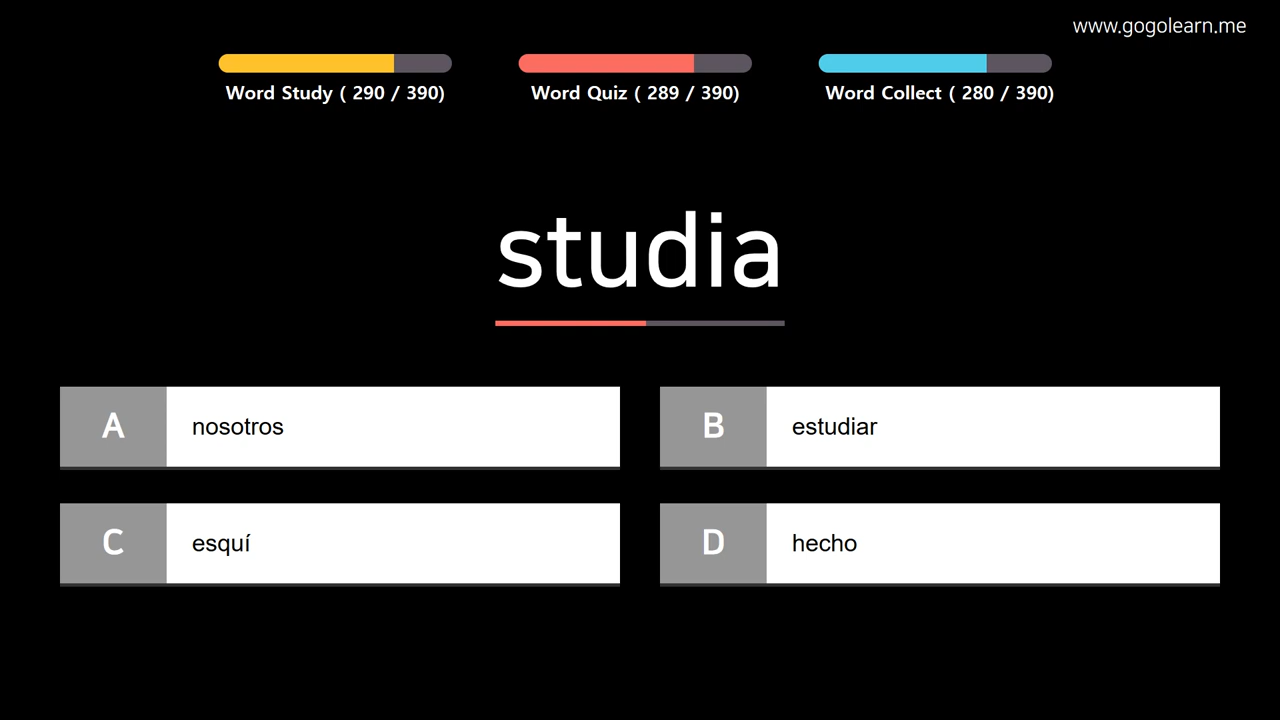 www.gogolearn.me
Word Study ( 290 / 390)
Word Quiz ( 289 / 390)
Word Collect ( 280 / 390)
studia
A nosotros
B estudiar
C esquí
D hecho